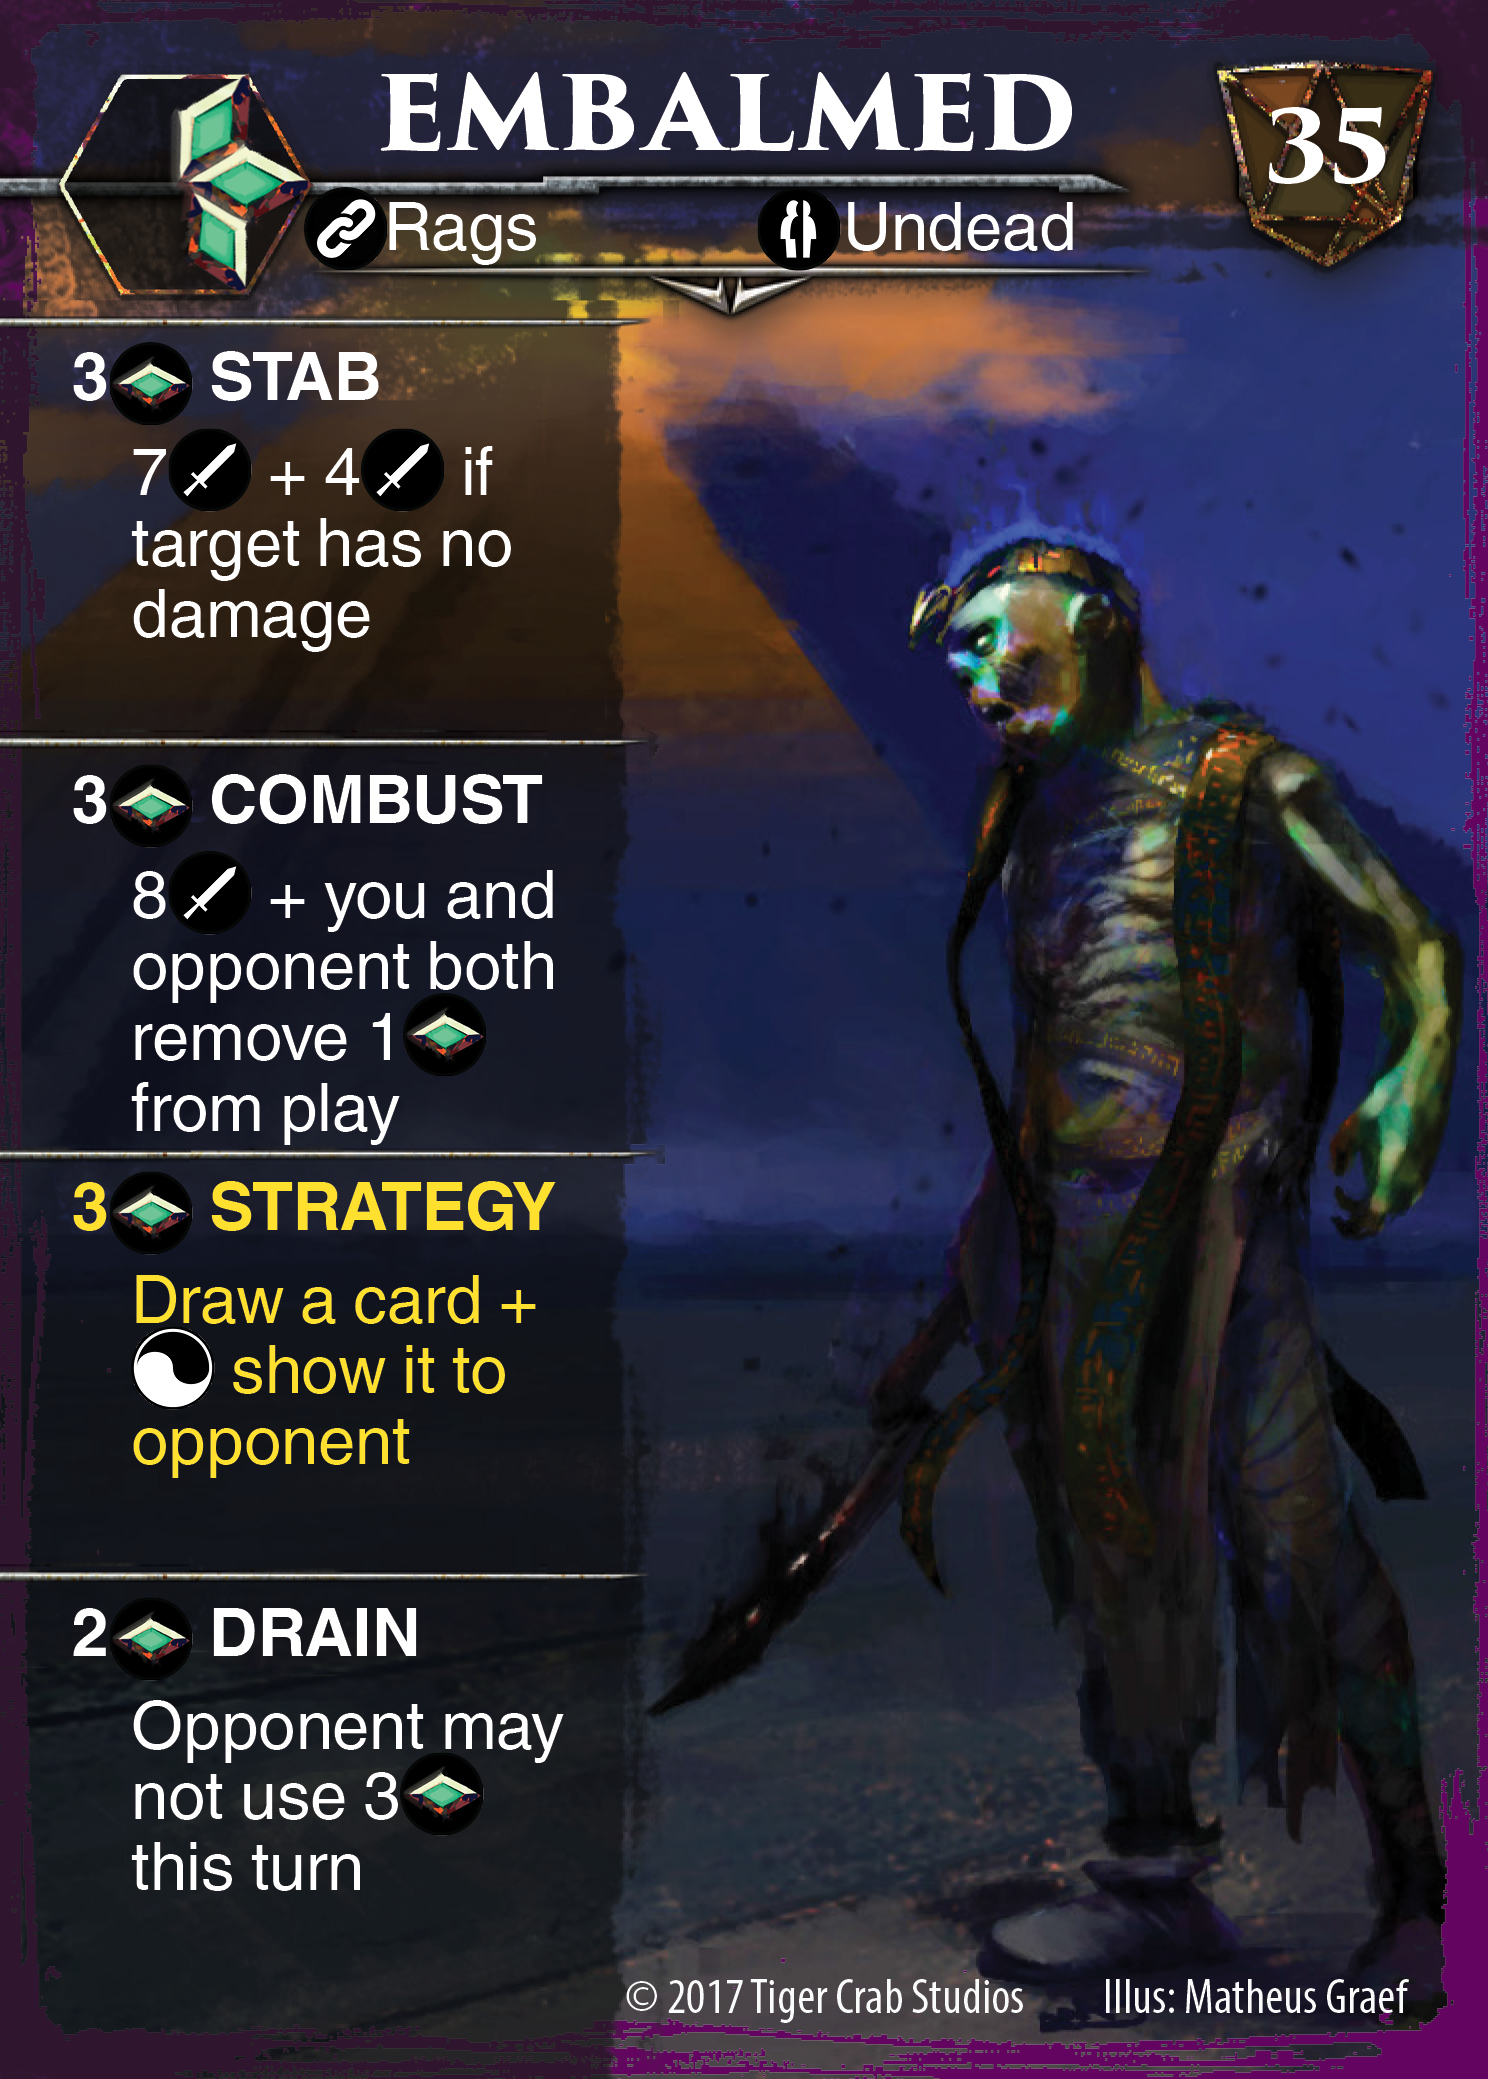 EMBALMED
35
Rags Undead
3 STAB
7 + 4 if
target has no
damage
3 COMBUST
8 + you and
opponent both
remove 1
from play
3 STRATEGY
Draw a card +
show it to
opponent
2 DRAIN
Opponent may
not use 3
this turn
© 2017 Tiger Crab Studios Illus: Matheus Graef